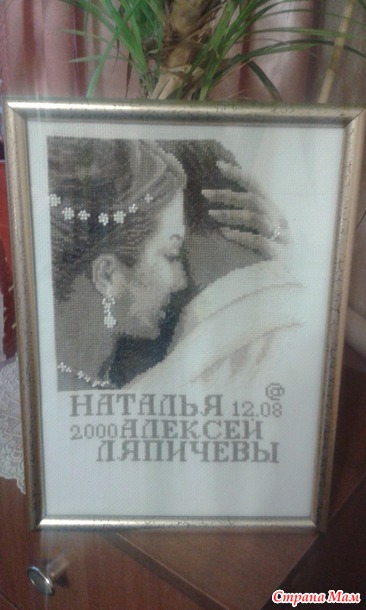 @
НАТАЛЬЯ 12.08
2000 АЛЕКСЕЙ
ЛЯПИЧЕВЫ
Страна Мам